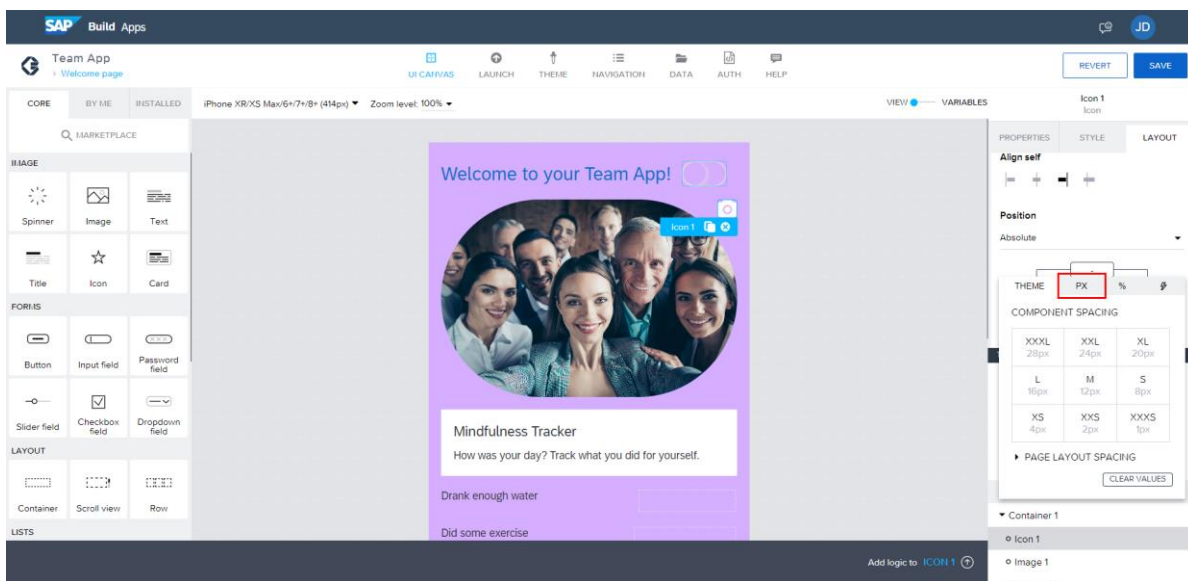 SAP Build Apps
JD
Team App
Welcome page
UI CANVAS LAUNCH THEME NAVIGATION DATA AUTH HELP
REVERT SAVE
CORE BY ME INSTALLED
iPhone XR/XS Max/6+/7+/8+ (414px) Zoom level: 100%
VIEW VARIABLES
Icon 1
Icon
MARKETPLACE
PROPERTIES STYLE LAYOUT
IMAGE
Spinner Image Text
Title Icon Card
FORMS
Button Input field Password field
Slider field Checkbox field Dropdown field
LAYOUT
Container Scroll view Row
LISTS
Welcome to your Team App!
Icon 1
Mindfulness Tracker
How was your day? Track what you did for yourself.
Drank enough water
Did some exercise
Align self
Position
Absolute
THEME PX %
COMPONENT SPACING
XXXL XXL XL
28px 24px 20px
L M S
16px 12px 8px
XS XXS XXXS
4px 2px 1px
PAGE LAYOUT SPACING
CLEAR VALUES
Container 1
Icon 1
Image 1
Add logic to ICON 1